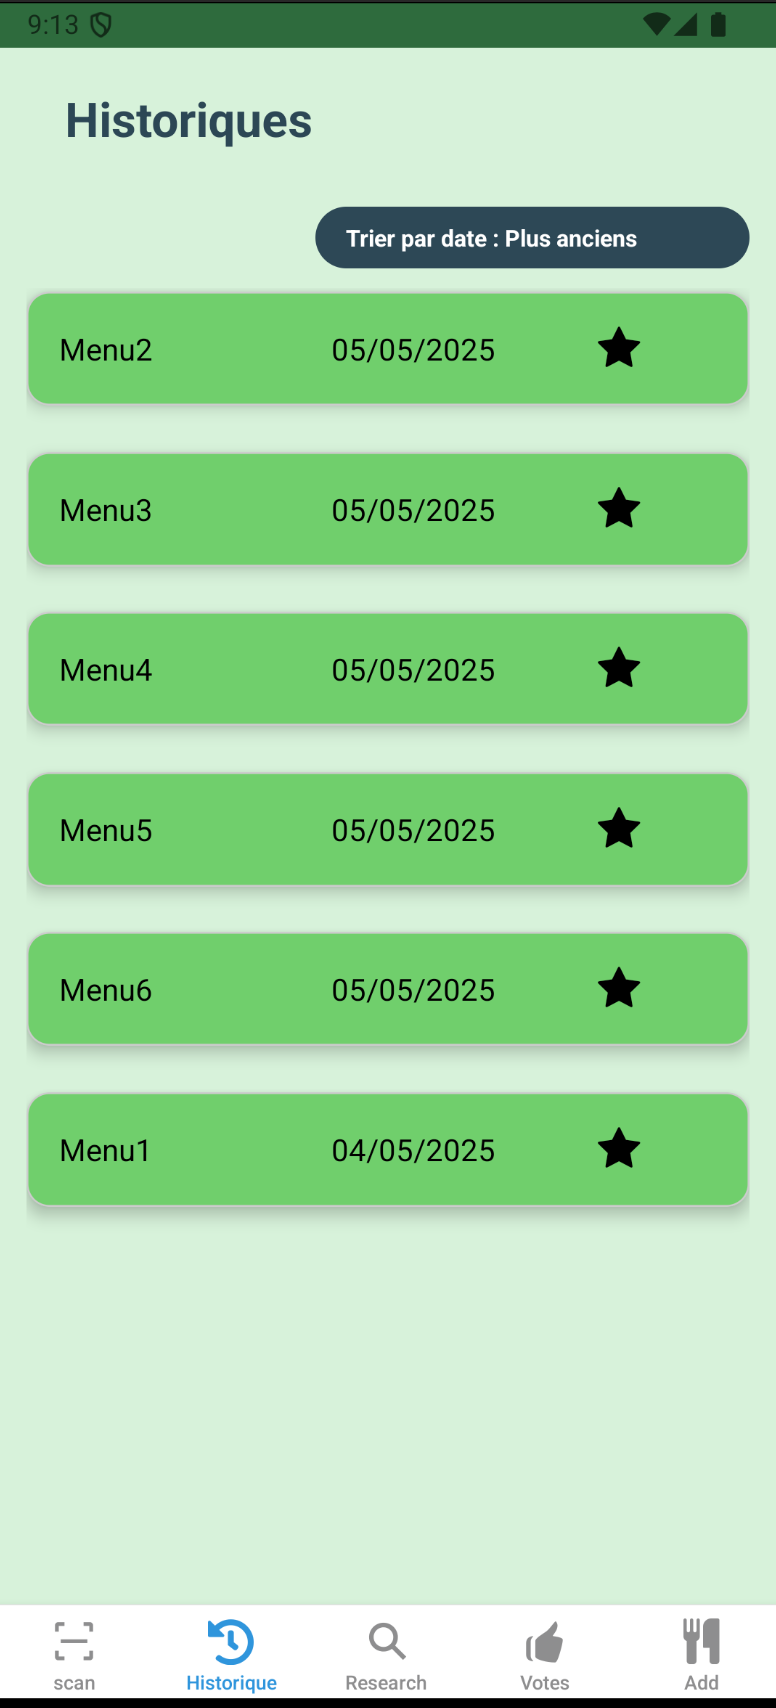 9:13
Historiques
Trier par date : Plus anciens
Menu2 05/05/2025
Menu3 05/05/2025
Menu4 05/05/2025
Menu5 05/05/2025
Menu6 05/05/2025
Menu1 04/05/2025
scan Historique Research Votes Add